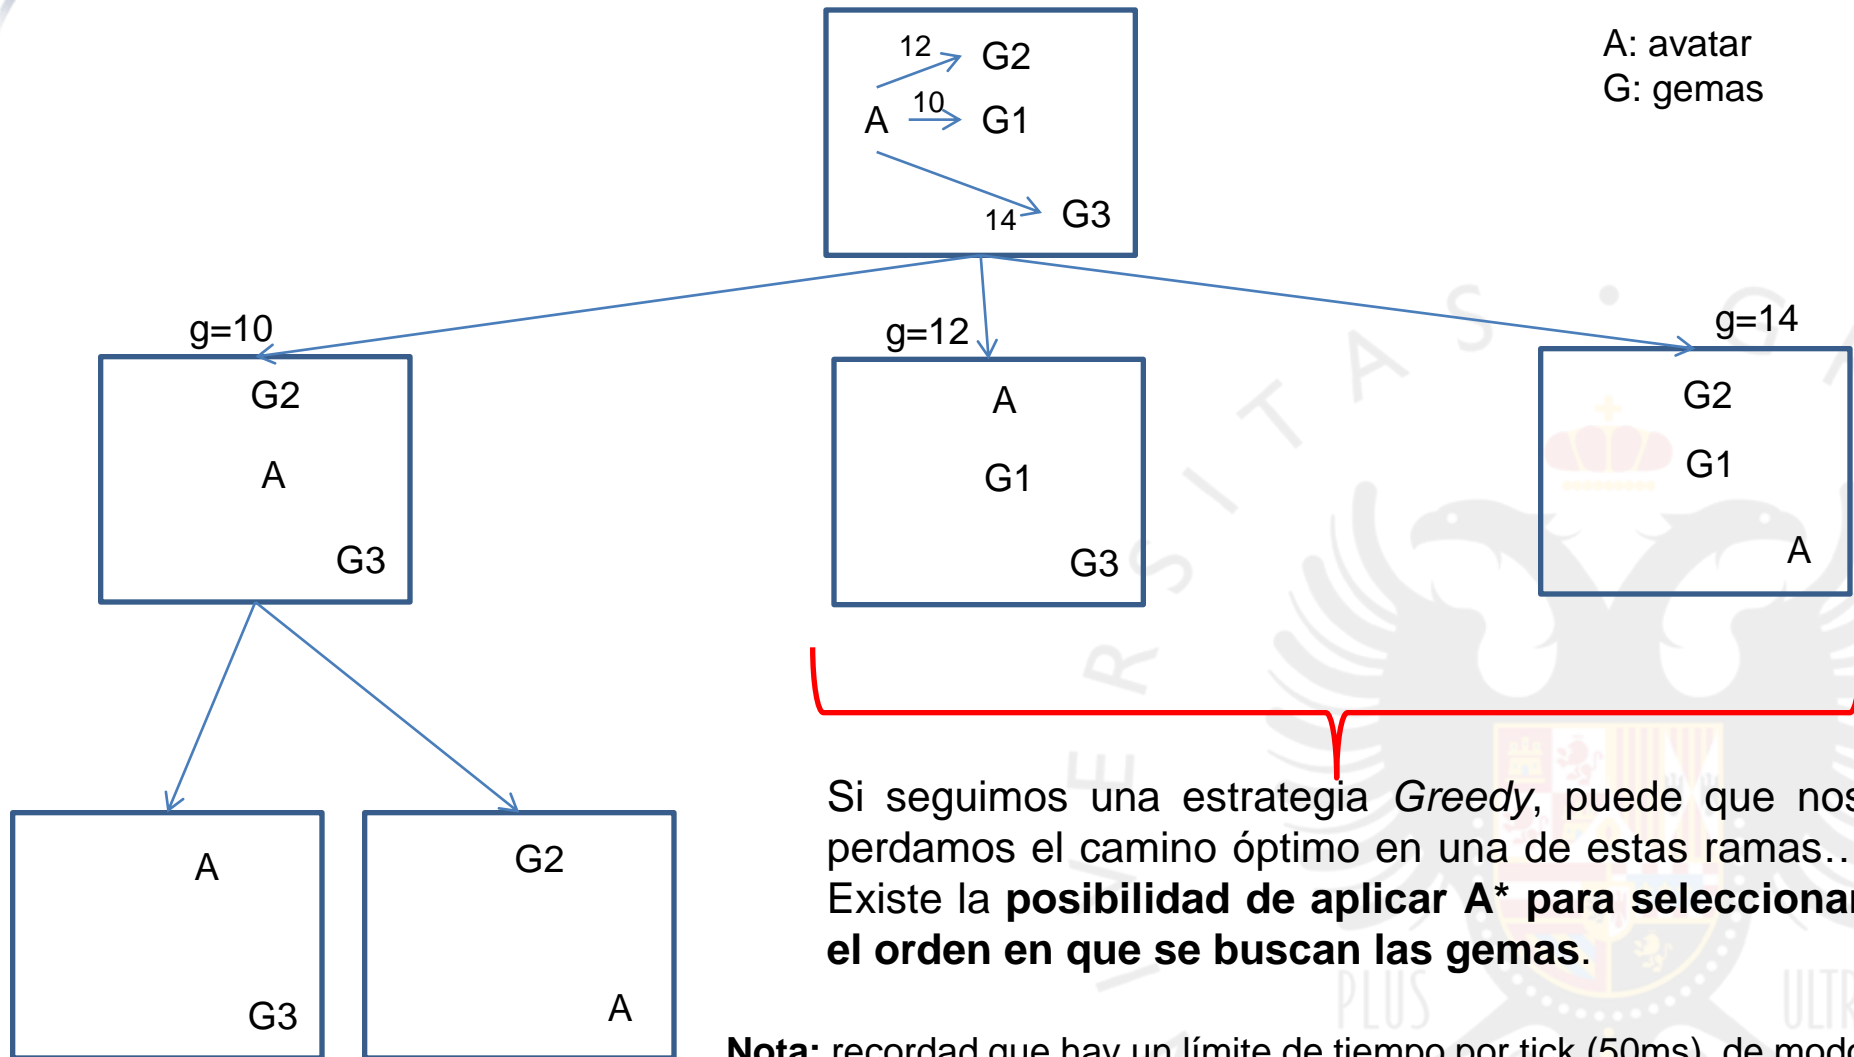 A: avatar
G: gemas
12
G2
10
A
G1
14
G3
g=10
g=12
g=14
G2
A
G3
A
G1
G3
G2
G1
A
A
G3
G2
A
Si seguimos una estrategia Greedy, puede que nos
perdamos el camino óptimo en una de estas ramas…
Existe la posibilidad de aplicar A* para seleccionar
el orden en que se buscan las gemas.
Nota: recordad que hay un límite de tiempo por tick (50ms), de modo
PLUS